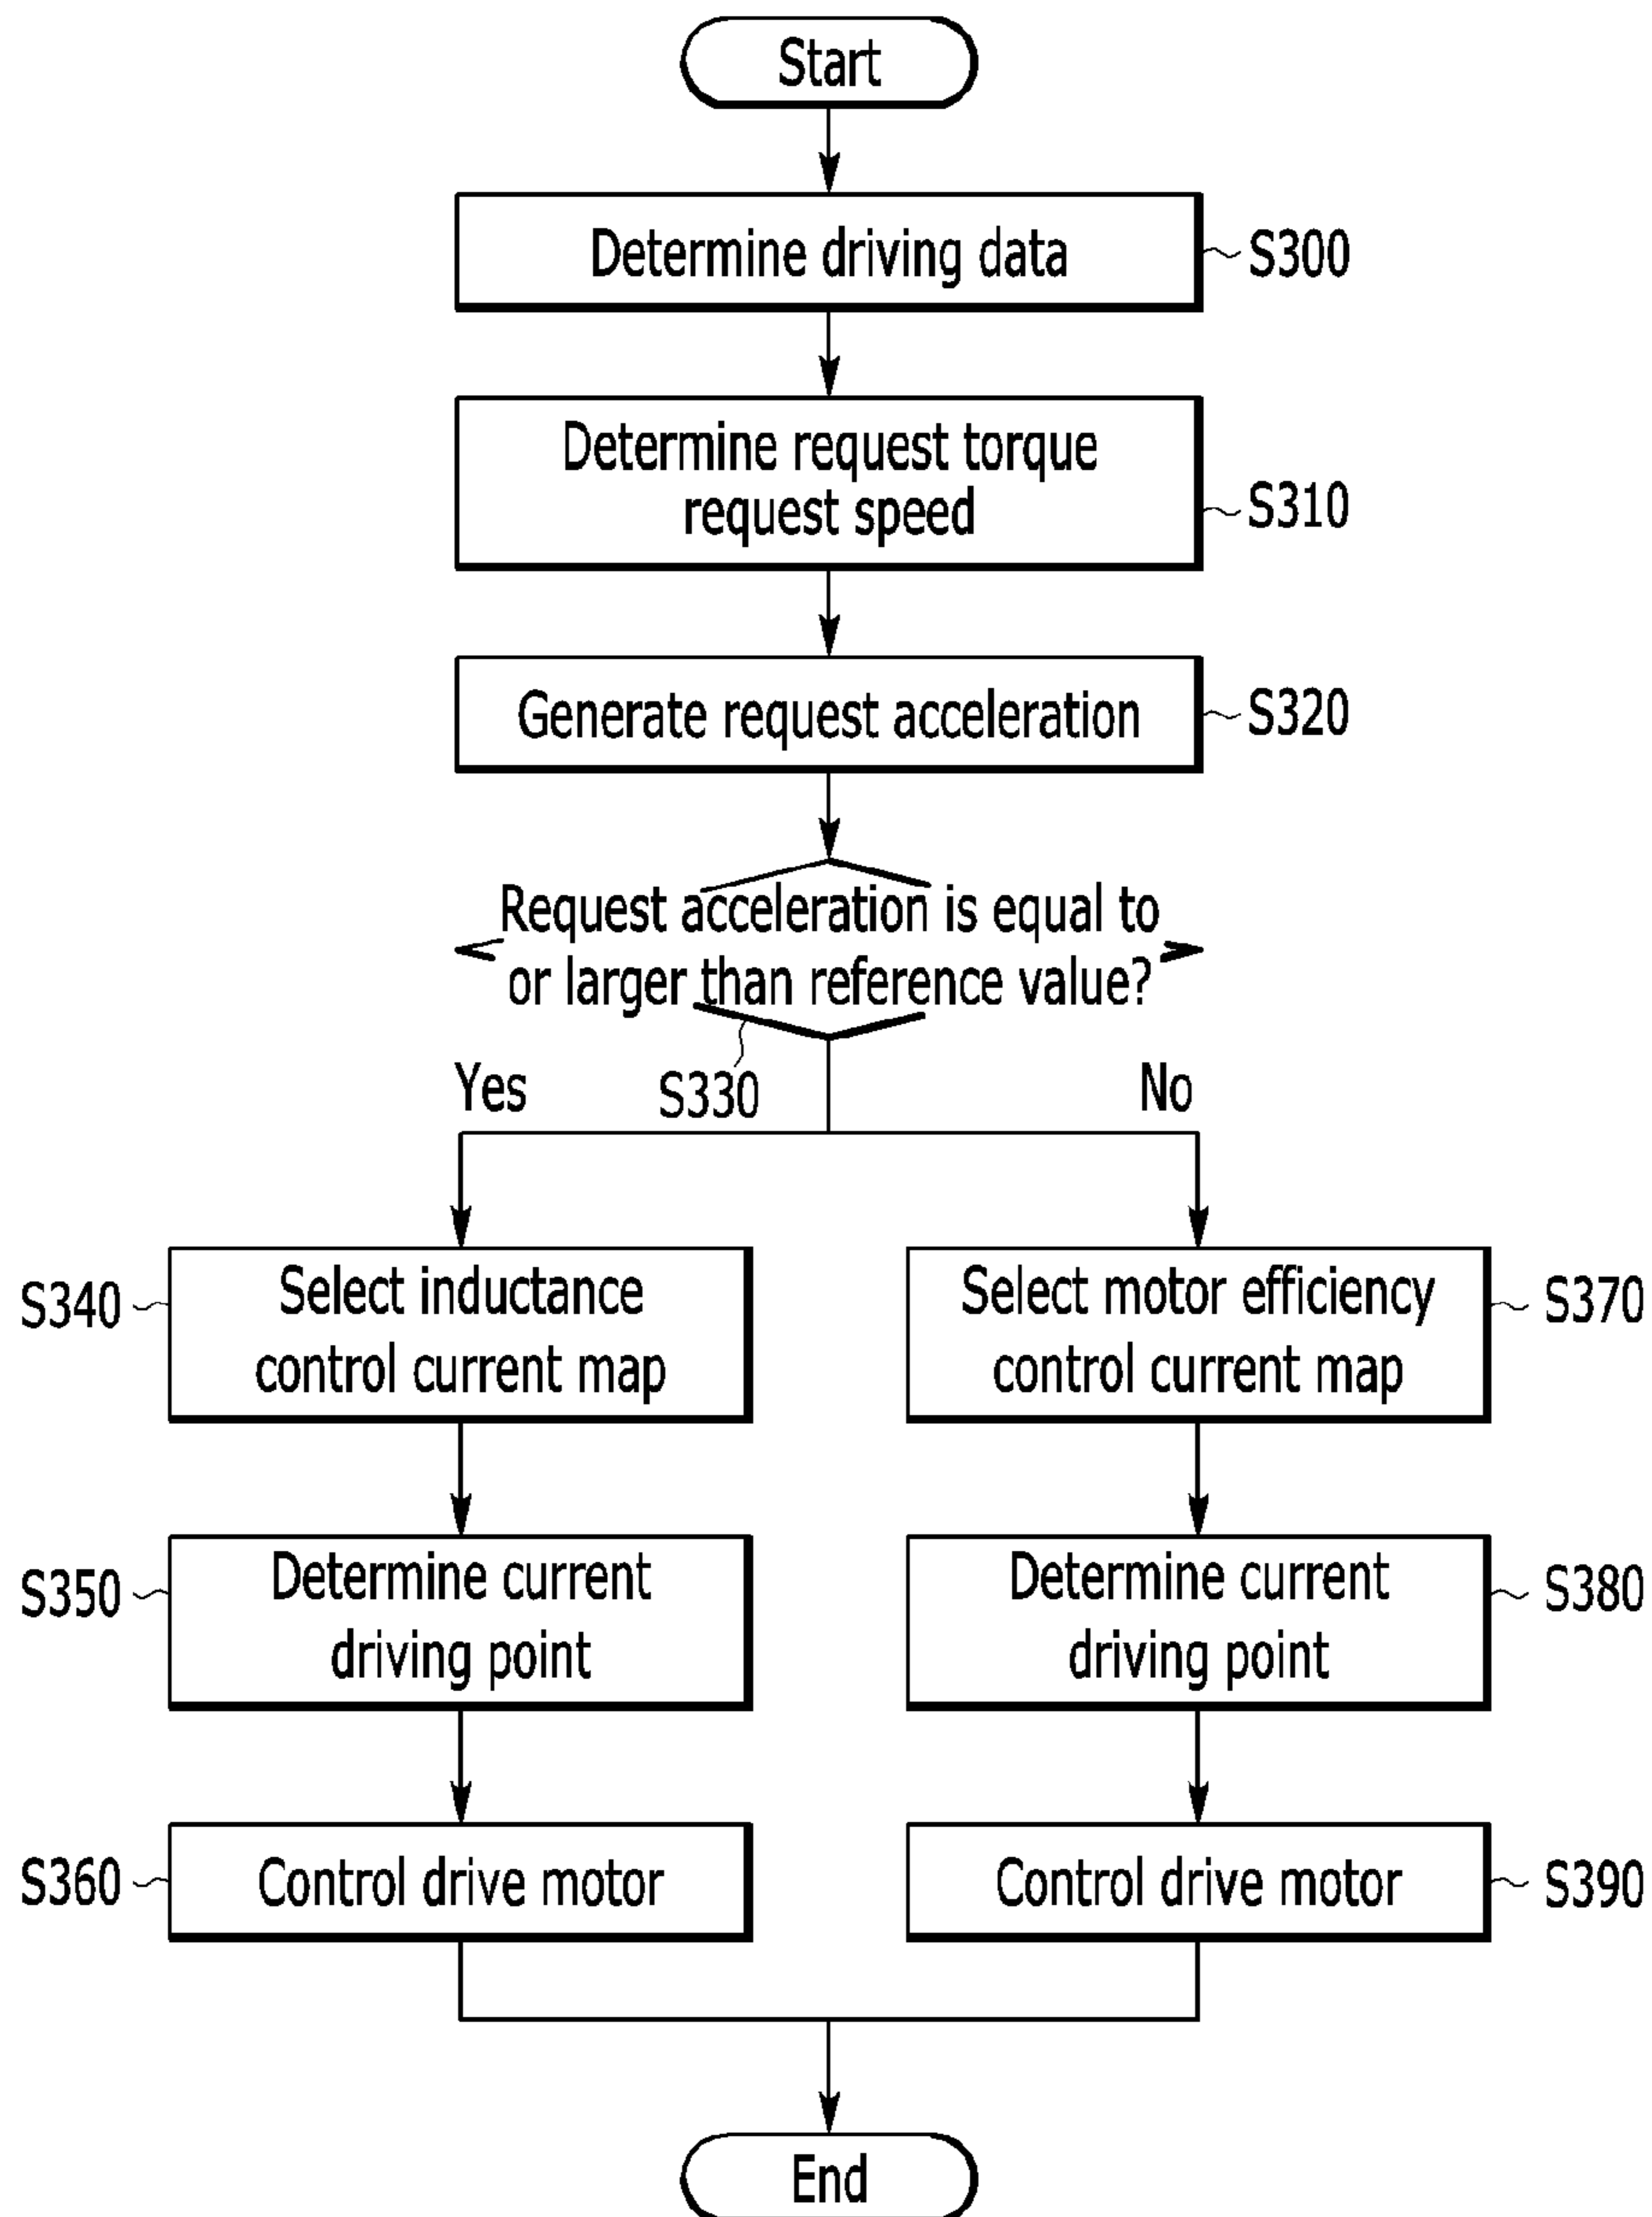 Start
Determine driving data
S300
Determine request torque
request speed
S310
Generate request acceleration
S320
Request acceleration is equal to
or larger than reference value?
S330
Yes
No
S340
Select inductance
control current map
Select motor efficiency
control current map
S370
S350
Determine current
driving point
Determine current
driving point
S380
S360
Control drive motor
Control drive motor
S390
End